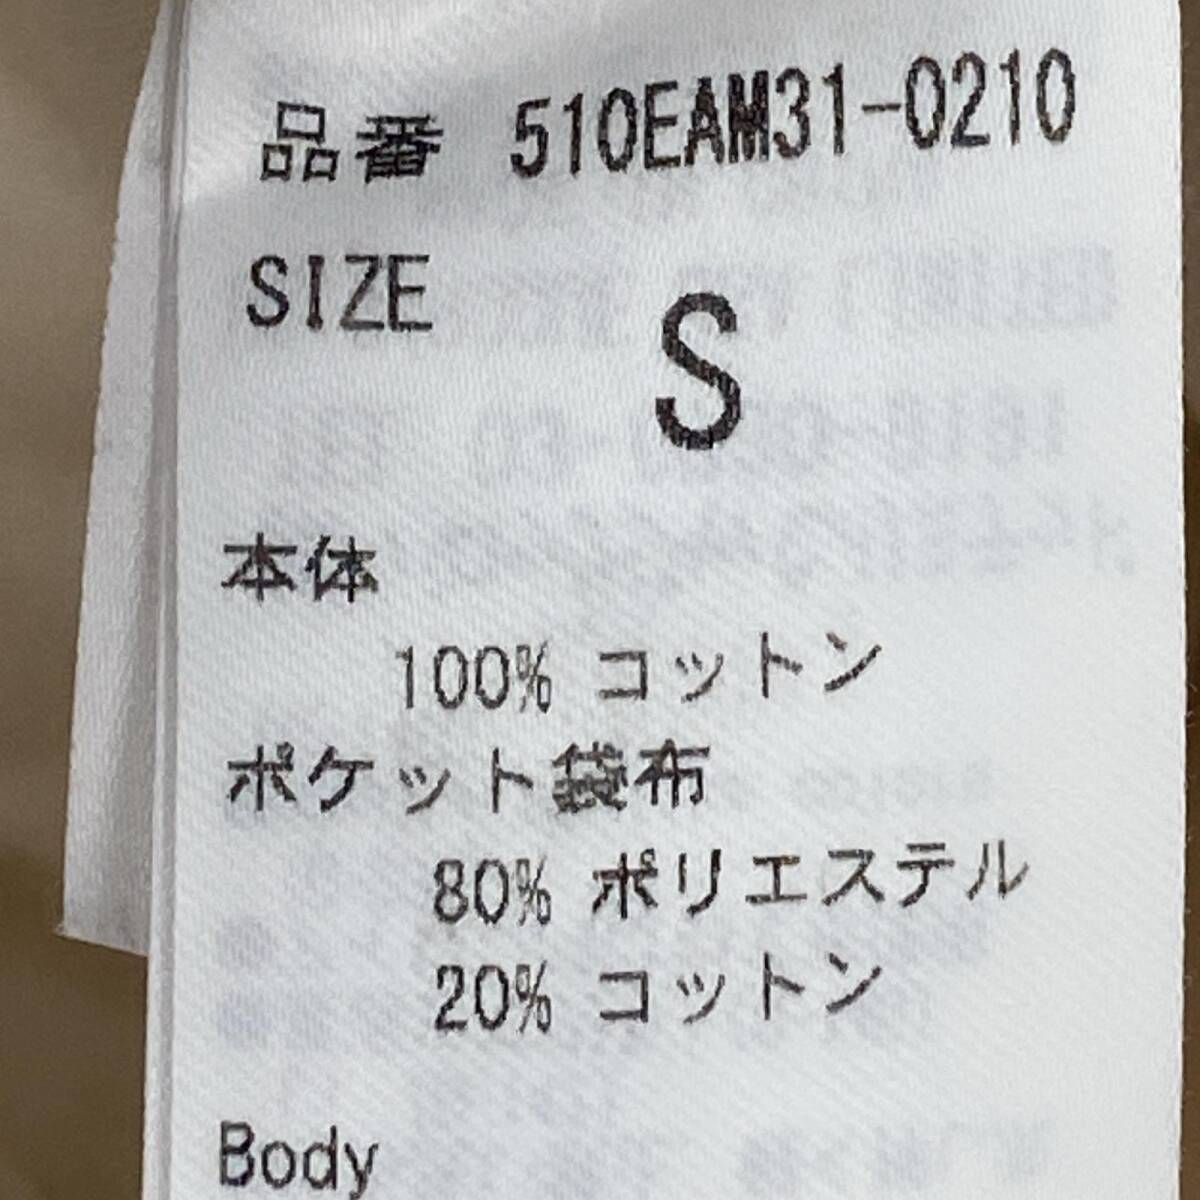 品番 510EAM31-0210
SIZE S
本体
100% コットン
ポケット袋布
80% ポリエステル
20% コットン
Body